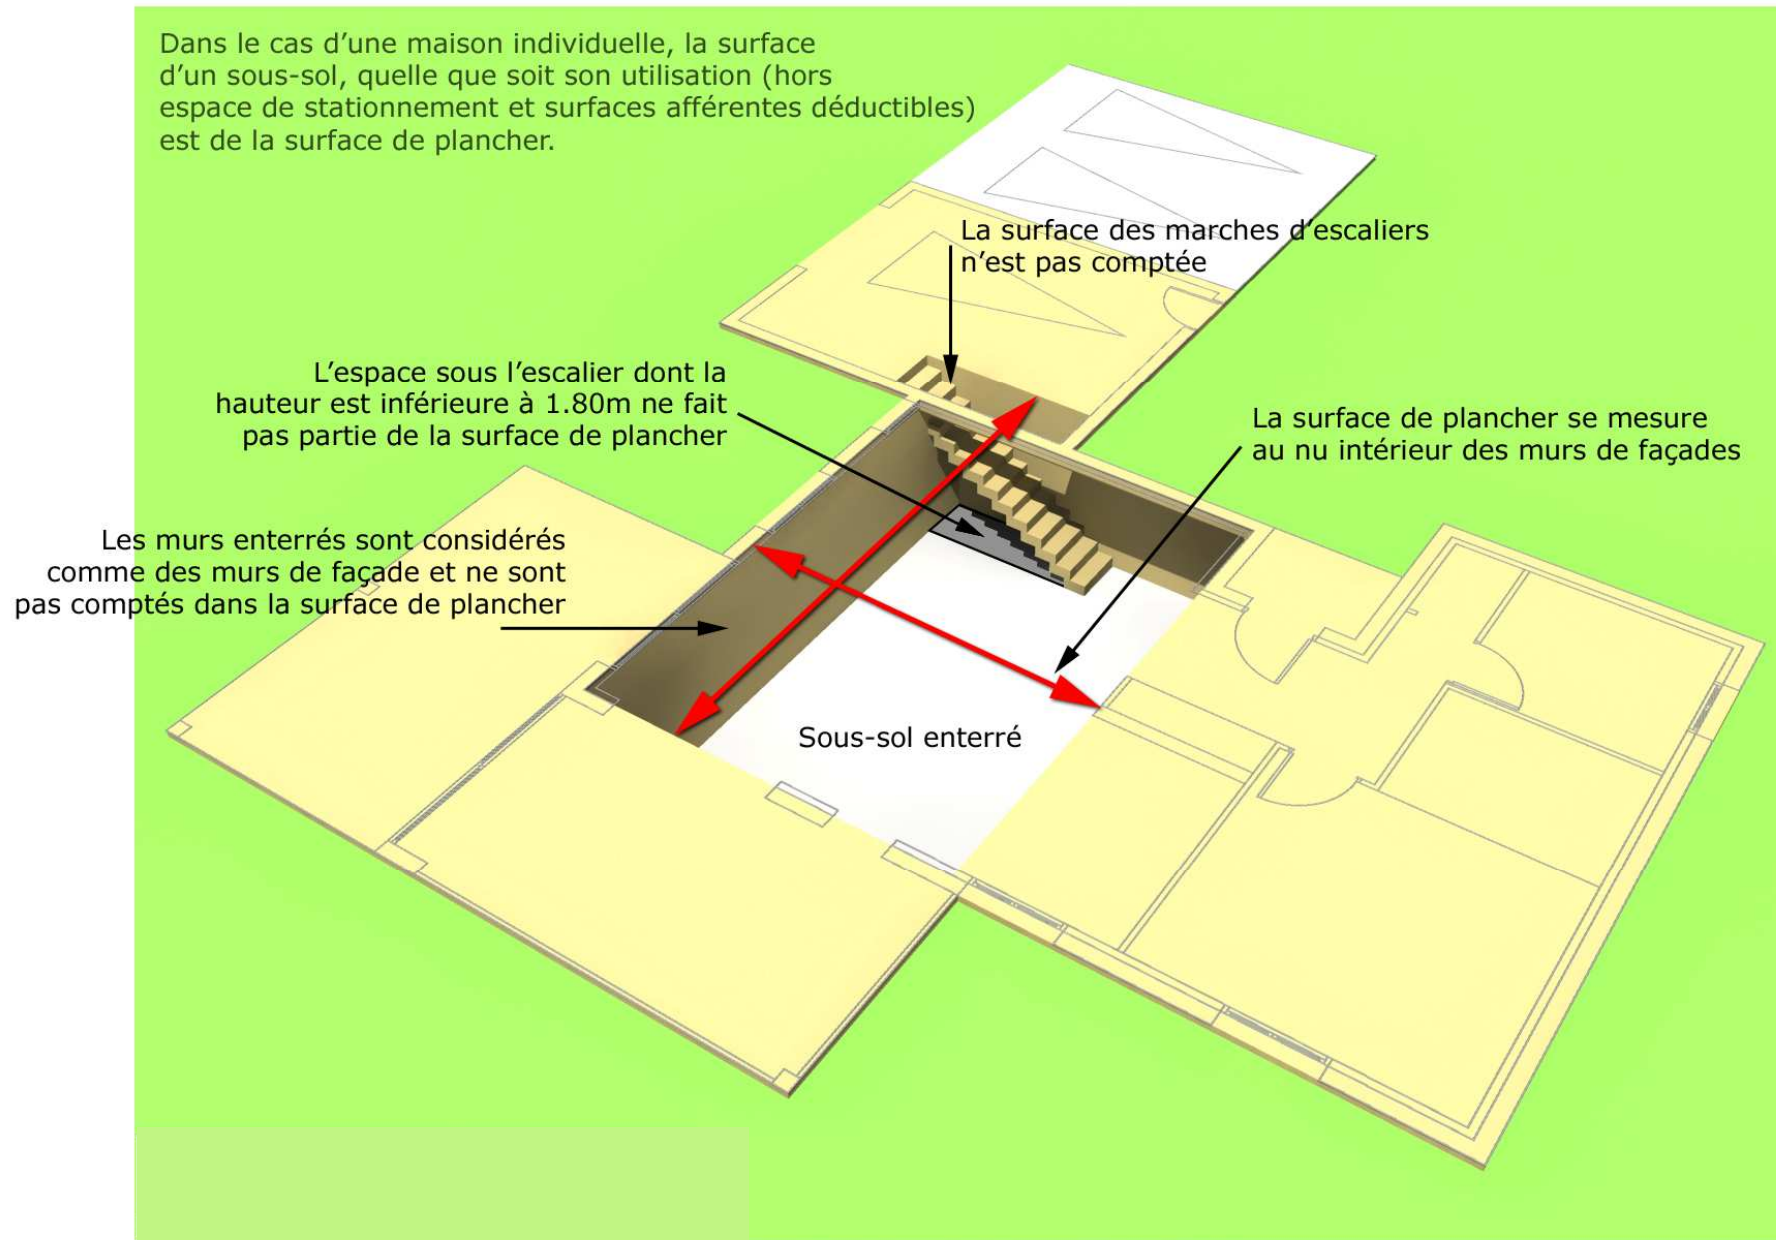 Dans le cas d’une maison individuelle, la surface
d’un sous-sol, quelle que soit son utilisation (hors
espace de stationnement et surfaces afférentes déductibles)
est de la surface de plancher.
La surface des marches d’escaliers
n’est pas comptée
L’espace sous l’escalier dont la
hauteur est inférieure à 1.80m ne fait
pas partie de la surface de plancher
La surface de plancher se mesure
au nu intérieur des murs de façades
Les murs enterrés sont considérés
comme des murs de façade et ne sont
pas comptés dans la surface de plancher
Sous-sol enterré